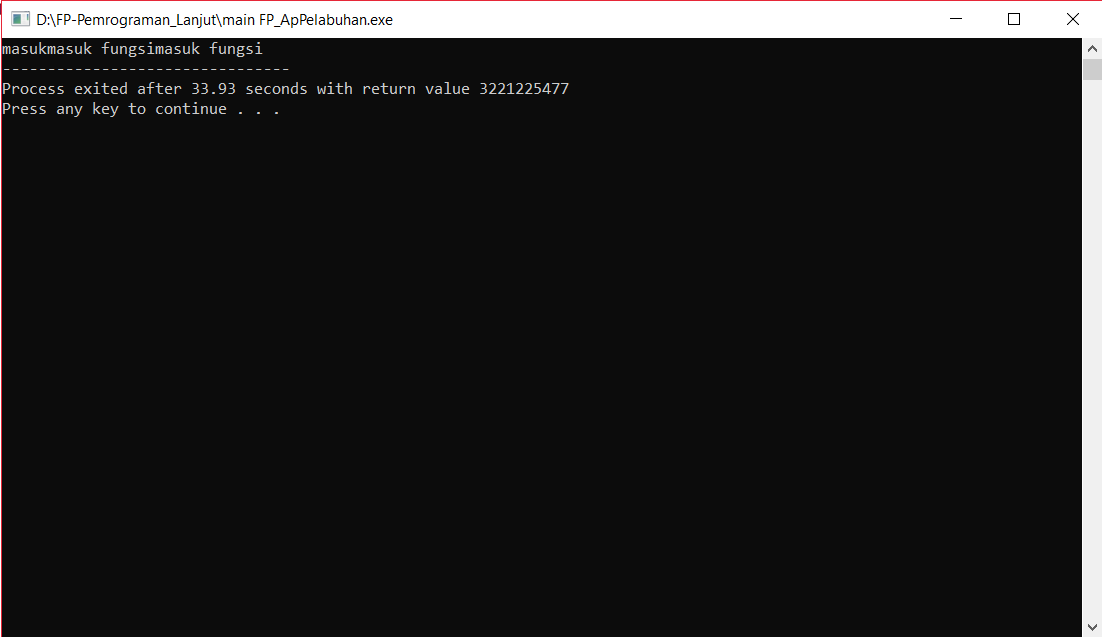 D:\FP-Pemrograman_Lanjut\main FP_ApPelabuhan.exe
masukmasuk fungsimasuk fungsi
--------------------------------
Process exited after 33.93 seconds with return value 3221225477
Press any key to continue . . .